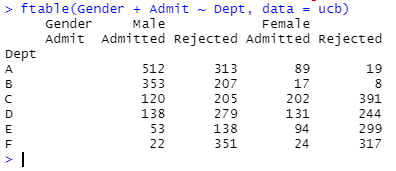 > ftable(Gender + Admit ~ Dept, data = ucb)
     Gender     Male            Female
     Admit  Admitted Rejected Admitted Rejected
Dept
A                512      313       89       19
B                353      207       17        8
C                120      205      202      391
D                138      279      131      244
E                 53      138       94      299
F                 22      351       24      317
>